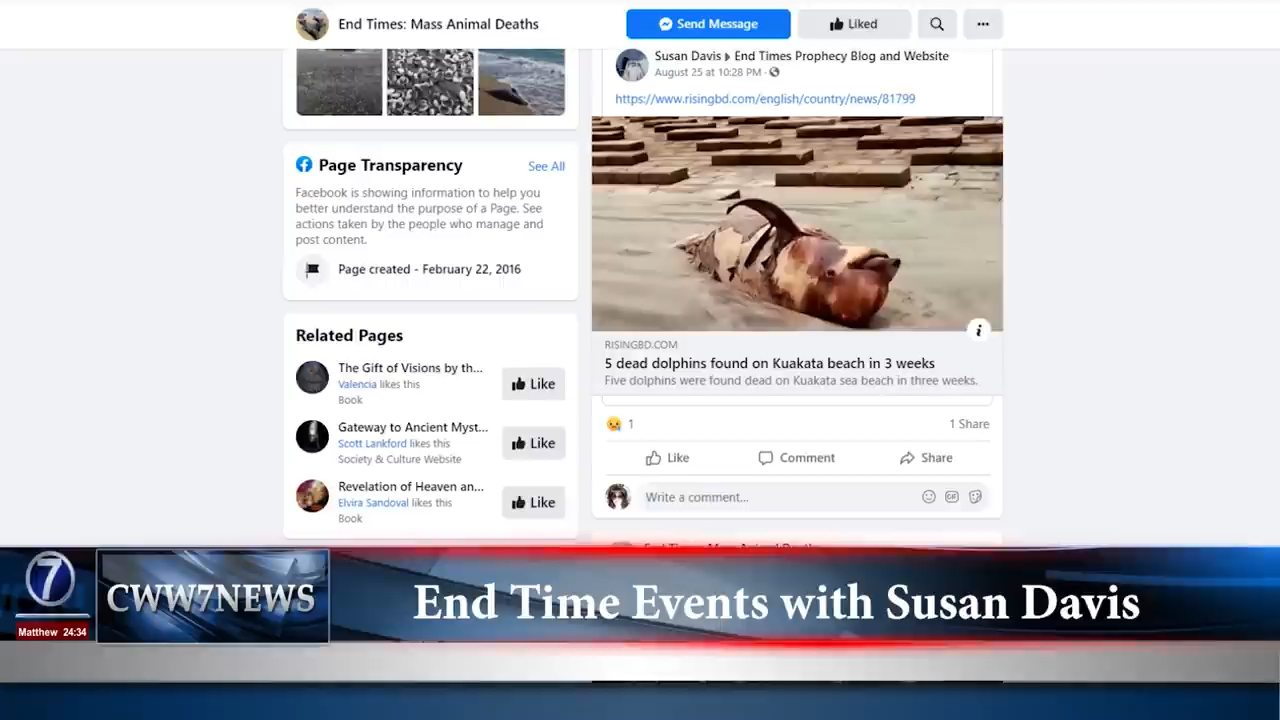 End Times: Mass Animal Deaths
Send Message
Liked
Susan Davis ▸ End Times Prophecy Blog and Website
August 25 at 10:28 PM ·
https://www.risingbd.com/english/country/news/81799
Page Transparency
See All
Facebook is showing information to help you
better understand the purpose of a Page. See
actions taken by the people who manage and
post content.
Page created - February 22, 2016
Related Pages
The Gift of Visions by th...
Valencia likes this
Book
Like
Gateway to Ancient Myst...
Scott Lankford likes this
Society & Culture Website
Like
Revelation of Heaven an...
Elvira Sandoval likes this
Book
Like
RISINGBD.COM
5 dead dolphins found on Kuakata beach in 3 weeks
Five dolphins were found dead on Kuakata sea beach in three weeks.
1
1 Share
Like
Comment
Share
Write a comment...
GIF
7
Matthew 24:34
CWW7NEWS
End Time Events with Susan Davis